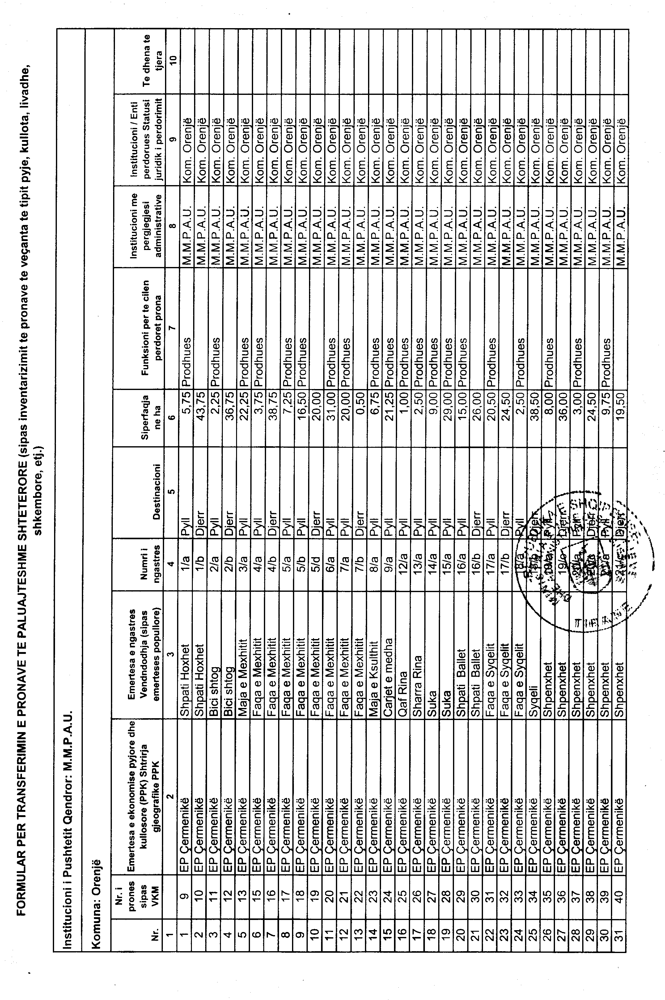 FORMULAR PER TRANSFERIMIN E PRONAVE TE PALUAJTESHME SHTETERORE (sipas inventarizimit te pronave te veçanta te tipit pyje, kullota, livadhe,
shkembore, etj.)
Institucioni i Pushtetit Qendror: M.M.P.A.U.
Komuna: Orenjë
Nr. Nr. i prones sipas VKM Emertesa e ekonomise pyjore dhe kullosore (PPK) Shtrirja gjeografike PPK Emertesa e ngastres Vendndodhja (sipas emerteses popullore) Numri i ngastres Destinacioni Siperfaqja ne ha Funksioni per te cilen perdoret prona Institucioni me pergjegjesi administrative Institucioni / Enti perdorues Statusi juridik i perdorimit Te dhena te tjera
1 2 3 4 5 6 7 8 9 10
1 9 EP Çermenikë Shpati Hoxhet 1/a Pyll 5,75 Prodhues M.M.P.A.U. Kom. Orenjë
2 10 EP Çermenikë Shpati Hoxhet 1/b Djerr 43,75 M.M.P.A.U. Kom. Orenjë
3 11 EP Çermenikë Bici shtog 2/a Pyll 2,25 Prodhues M.M.P.A.U. Kom. Orenjë
4 12 EP Çermenikë Bici shtog 2/b Djerr 36,75 M.M.P.A.U. Kom. Orenjë
5 13 EP Çermenikë Maja e Mexhitit 3/a Pyll 22,25 Prodhues M.M.P.A.U. Kom. Orenjë
6 15 EP Çermenikë Faqa e Mexhitit 4/a Pyll 3,75 Prodhues M.M.P.A.U. Kom. Orenjë
7 16 EP Çermenikë Faqa e Mexhitit 4/b Djerr 38,75 M.M.P.A.U. Kom. Orenjë
8 17 EP Çermenikë Faqa e Mexhitit 5/a Pyll 7,25 Prodhues M.M.P.A.U. Kom. Orenjë
9 18 EP Çermenikë Faqa e Mexhitit 5/b Pyll 16,50 Prodhues M.M.P.A.U. Kom. Orenjë
10 19 EP Çermenikë Faqa e Mexhitit 5/d Djerr 20,00 M.M.P.A.U. Kom. Orenjë
11 20 EP Çermenikë Faqa e Mexhitit 6/a Pyll 31,00 Prodhues M.M.P.A.U. Kom. Orenjë
12 21 EP Çermenikë Faqa e Mexhitit 7/a Pyll 20,00 Prodhues M.M.P.A.U. Kom. Orenjë
13 22 EP Çermenikë Faqa e Mexhitit 7/b Djerr 0,50 M.M.P.A.U. Kom. Orenjë
14 23 EP Çermenikë Maja e Ksulthit 8/a Pyll 6,75 Prodhues M.M.P.A.U. Kom. Orenjë
15 24 EP Çermenikë Carjet e medha 9/a Pyll 21,25 Prodhues M.M.P.A.U. Kom. Orenjë
16 25 EP Çermenikë Qaf Rina 12/a Pyll 1,00 Prodhues M.M.P.A.U. Kom. Orenjë
17 26 EP Çermenikë Sharra Rina 13/a Pyll 2,50 Prodhues M.M.P.A.U. Kom. Orenjë
18 27 EP Çermenikë Suka 14/a Pyll 9,00 Prodhues M.M.P.A.U. Kom. Orenjë
19 28 EP Çermenikë Suka 15/a Pyll 29,00 Prodhues M.M.P.A.U. Kom. Orenjë
20 29 EP Çermenikë Shpati Ballet 16/a Pyll 15,00 Prodhues M.M.P.A.U. Kom. Orenjë
21 30 EP Çermenikë Shpati Ballet 16/b Djerr 26,00 M.M.P.A.U. Kom. Orenjë
22 31 EP Çermenikë Faqa e Syqelit 17/a Pyll 20,50 Prodhues M.M.P.A.U. Kom. Orenjë
23 32 EP Çermenikë Faqa e Syqelit 17/b Djerr 24,50 M.M.P.A.U. Kom. Orenjë
24 33 EP Çermenikë Faqa e Syqelit 18/a Pyll 2,50 Prodhues M.M.P.A.U. Kom. Orenjë
25 34 EP Çermenikë Syqeli 18/b Djerr 38,50 M.M.P.A.U. Kom. Orenjë
26 35 EP Çermenikë Shpenxhet 19/a Pyll 8,00 Prodhues M.M.P.A.U. Kom. Orenjë
27 36 EP Çermenikë Shpenxhet Djerr 36,00 M.M.P.A.U. Kom. Orenjë
28 37 EP Çermenikë Shpenxhet 20/a Pyll 3,00 Prodhues M.M.P.A.U. Kom. Orenjë
29 38 EP Çermenikë Shpenxhet Djerr 24,50 M.M.P.A.U. Kom. Orenjë
30 39 EP Çermenikë Shpenxhet 21/a Pyll 9,75 Prodhues M.M.P.A.U. Kom. Orenjë
31 40 EP Çermenikë Shpenxhet Djerr 19,50 M.M.P.A.U. Kom. Orenjë
TIRANE